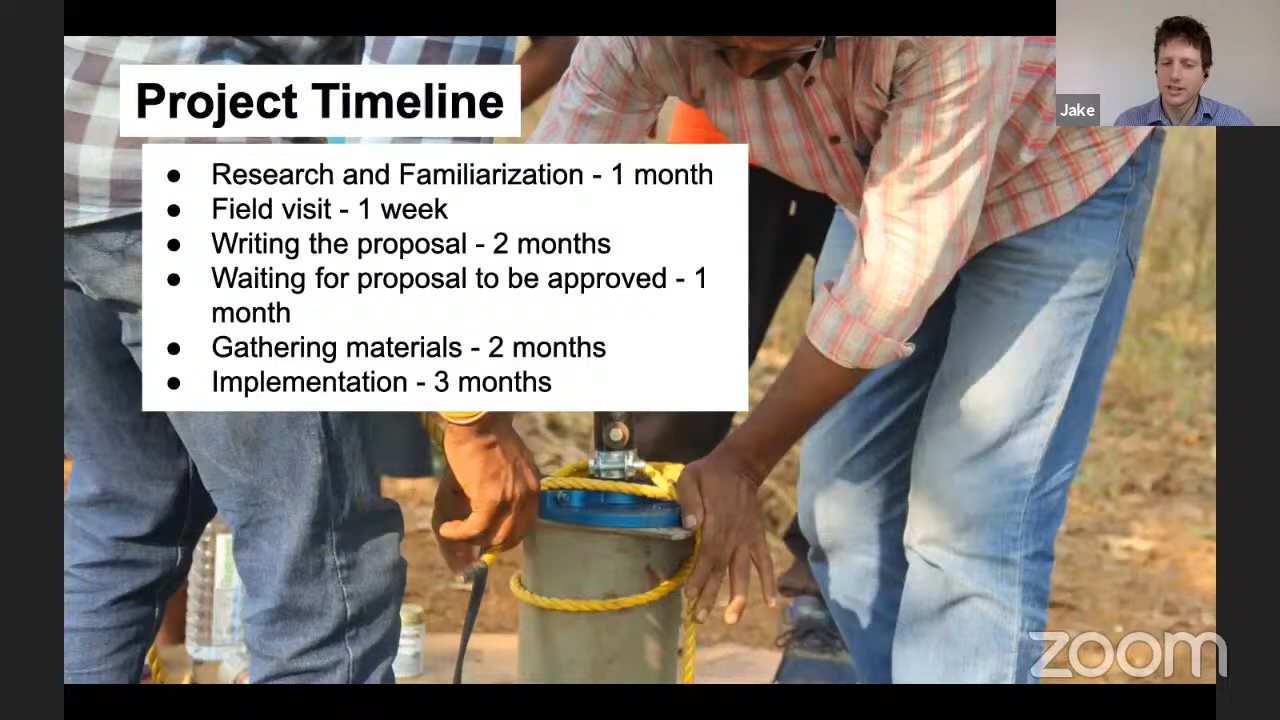 Project Timeline
Jake
● Research and Familiarization - 1 month
● Field visit - 1 week
● Writing the proposal - 2 months
● Waiting for proposal to be approved - 1
month
● Gathering materials - 2 months
● Implementation - 3 months
zoom